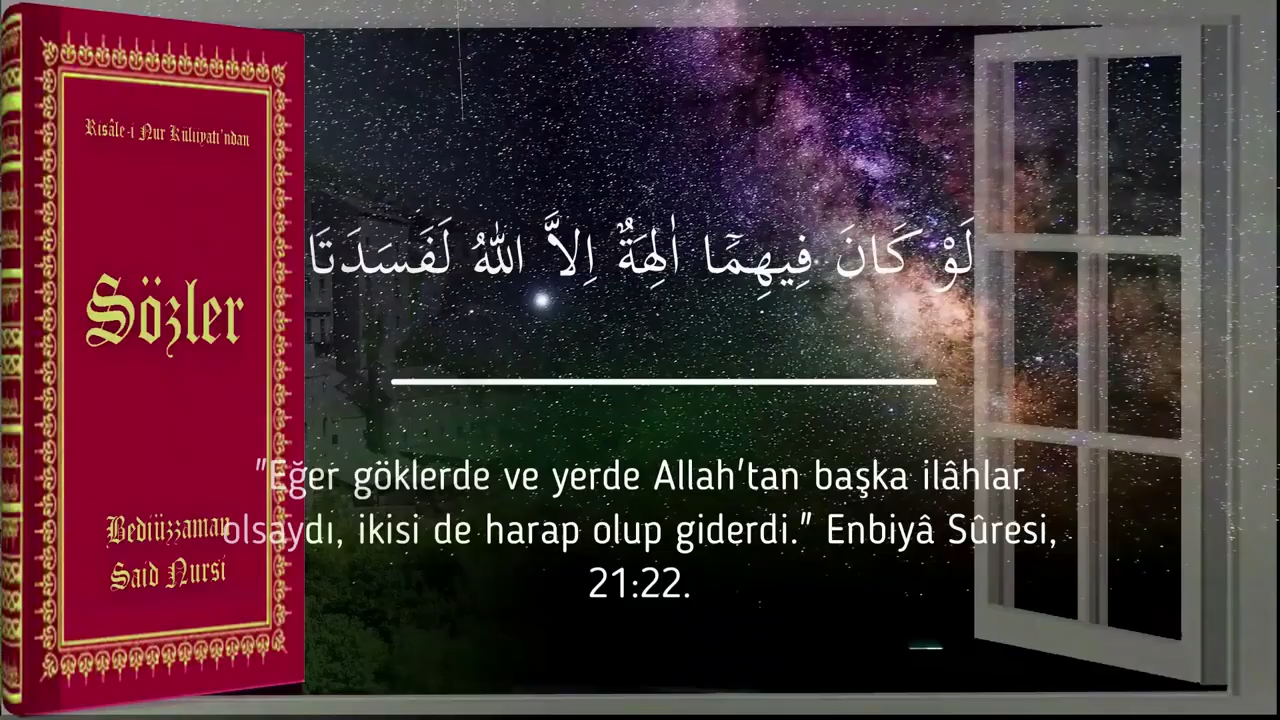 Risâle-i Nur Külliyatı'ndan
Sözler
Bediüzzaman
Said Nursi
لَوْ كَانَ فِيهِمَٓا اٰلِهَةٌ اِلاَّ اللّٰهُ لَفَسَدَتَا
"Eğer göklerde ve yerde Allah'tan başka ilâhlar
olsaydı, ikisi de harap olup giderdi." Enbiyâ Sûresi,
21:22.